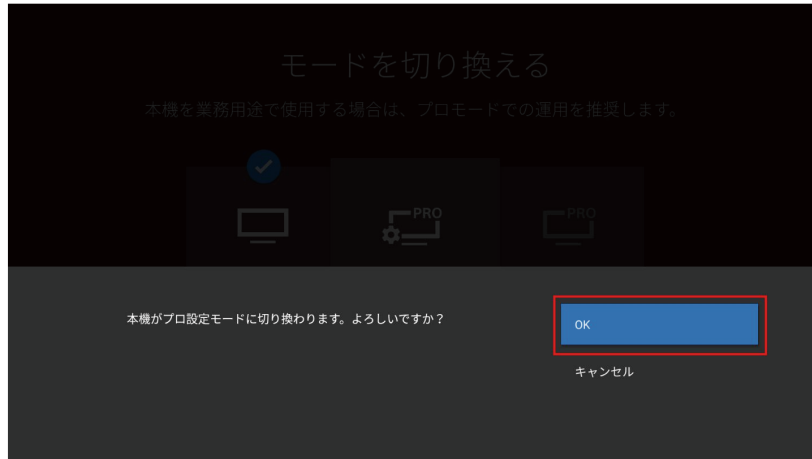 モードを切り換える
本機を業務用途で使用する場合は、プロモードでの運用を推奨します。
PRO
PRO
本機がプロ設定モードに切り換わります。よろしいですか？
OK
キャンセル